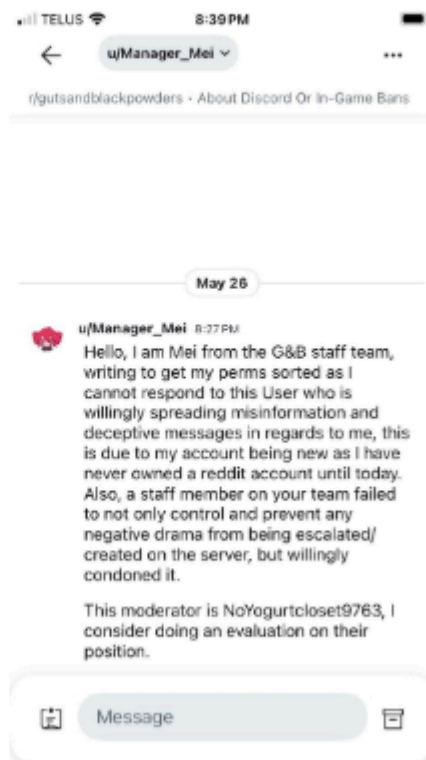 TELUS 8:39 PM
u/Manager_Mei
r/gutsandblackpowders • About Discord Or In-Game Bans
May 26
u/Manager_Mei 8:27 PM
Hello, I am Mei from the G&B staff team,
writing to get my perms sorted as I
cannot respond to this User who is
willingly spreading misinformation and
deceptive messages in regards to me, this
is due to my account being new as I have
never owned a reddit account until today.
Also, a staff member on your team failed
to not only control and prevent any
negative drama from being escalated/
created on the server, but willingly
condoned it.
This moderator is NoYogurtcloset9763, I
consider doing an evaluation on their
position.
Message